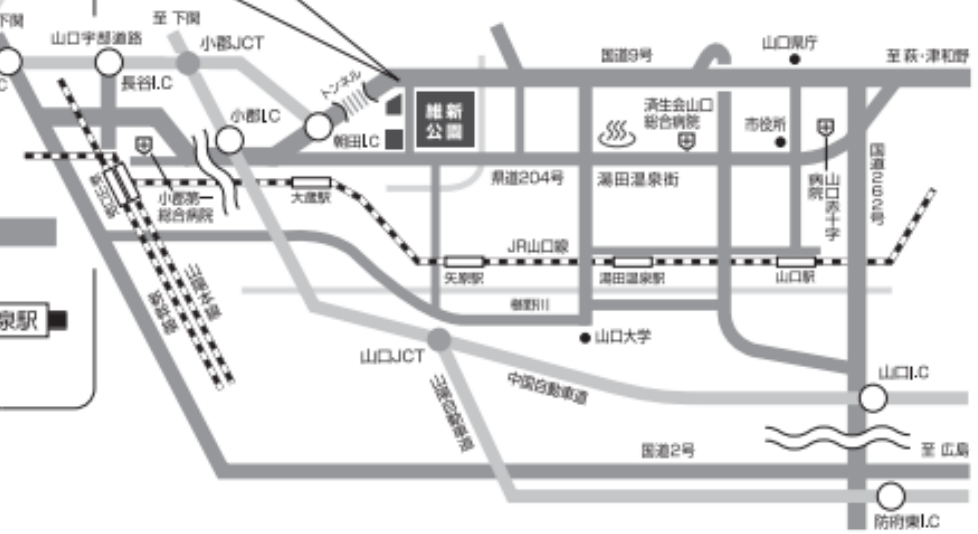 下関
至 下関
山口宇部道路
小郡JCT
長谷I.C
トンネル
小郡I.C
朝田I.C
維新
公園
国道9号
山口県庁
至 萩・津和野
済生会山口
総合病院
市役所
県道204号
湯田温泉街
山口赤十字
病院
国道262号
小郡第一
総合病院
大歳駅
新山口駅
JR山口線
矢原駅
湯田温泉駅
山口駅
椹野川
山口大学
山陽本線
山口JCT
中国自動車道
山陽自動車道
山口I.C
国道2号
至 広島
防府東I.C
泉駅